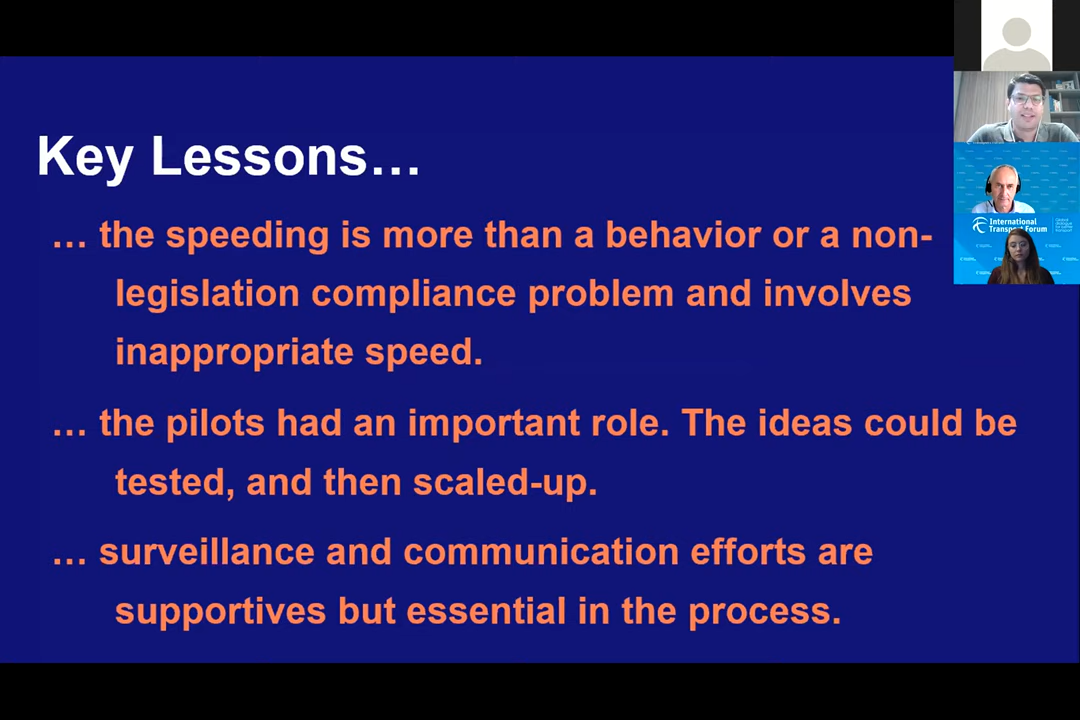 Key Lessons…
… the speeding is more than a behavior or a non-
legislation compliance problem and involves
inappropriate speed.
… the pilots had an important role. The ideas could be
tested, and then scaled-up.
… surveillance and communication efforts are
supportives but essential in the process.
International
Transport Forum